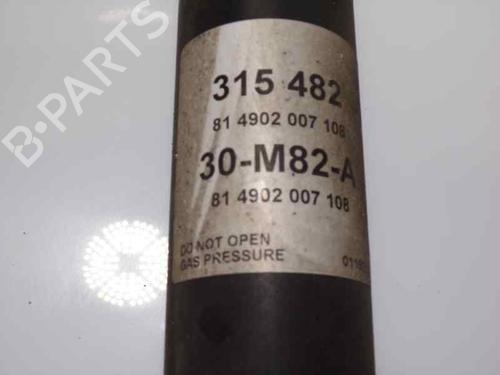 315 482
81 4902 007 108
30-M82-A
81 4902 007 108
DO NOT OPEN
GAS PRESSURE
B-PARTS